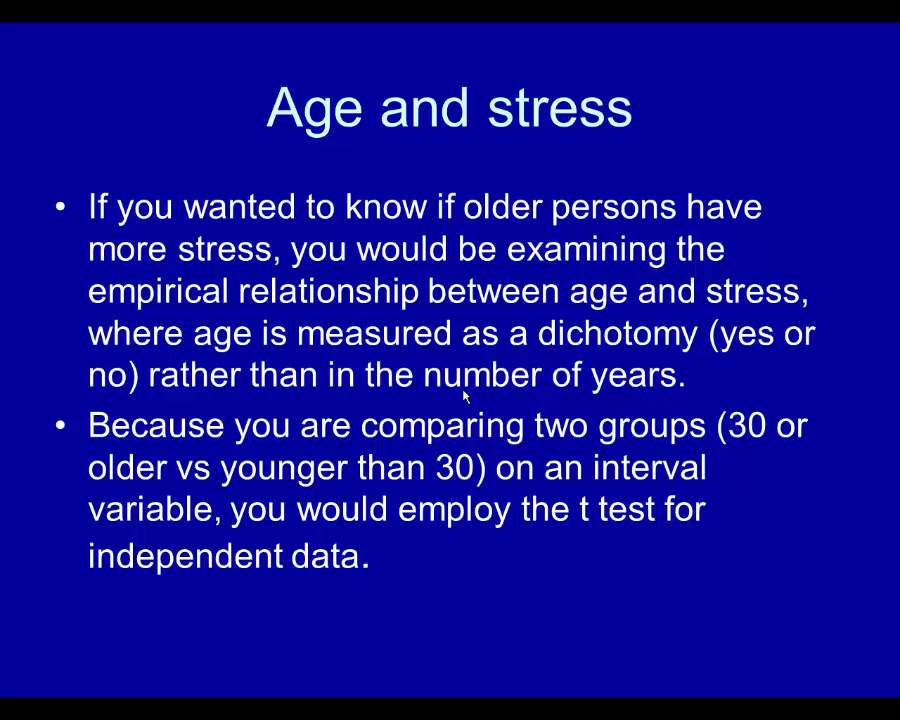 Age and stress
• If you wanted to know if older persons have
more stress, you would be examining the
empirical relationship between age and stress,
where age is measured as a dichotomy (yes or
no) rather than in the number of years.
• Because you are comparing two groups (30 or
older vs younger than 30) on an interval
variable, you would employ the t test for
independent data.